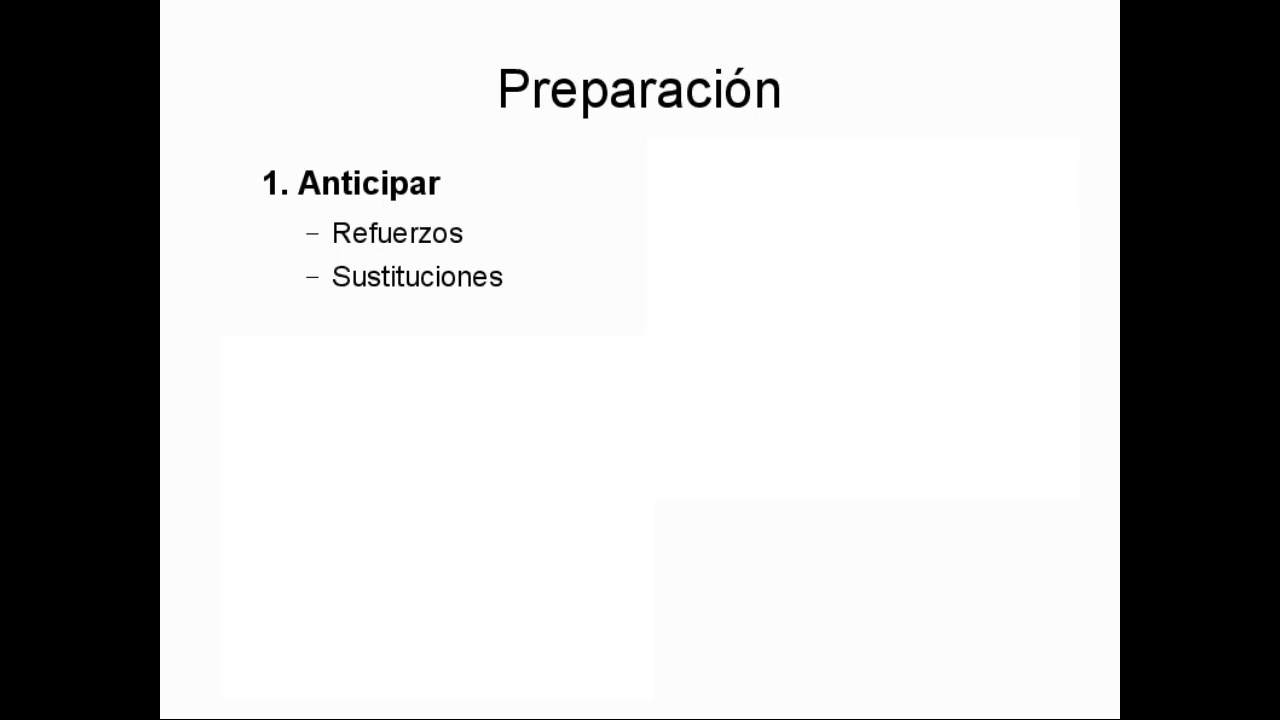 Preparación
1. Anticipar
– Refuerzos
– Sustituciones